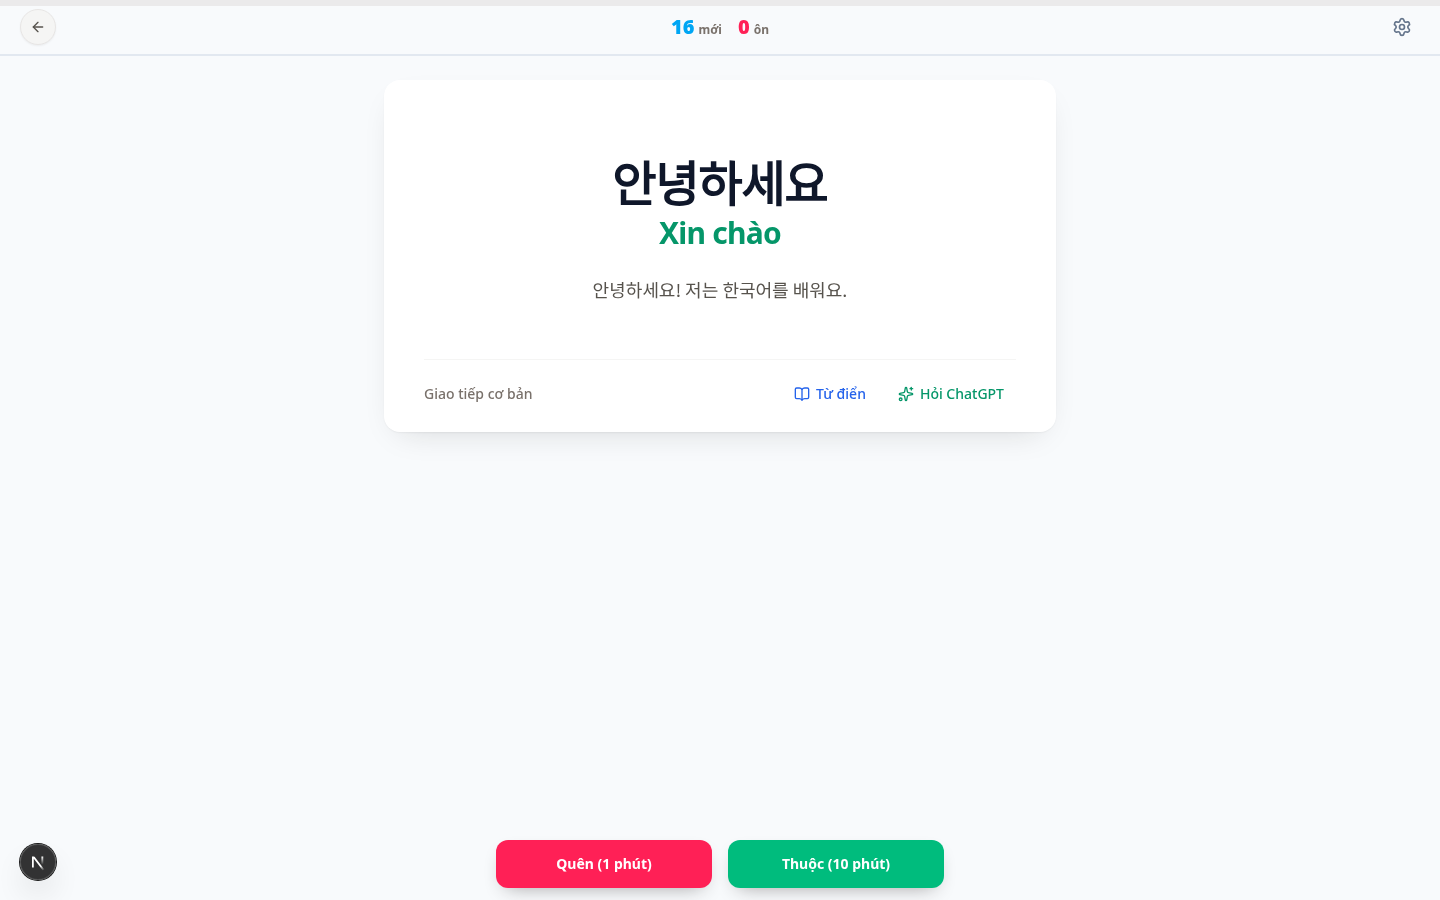 16 mới 0 ôn
안녕하세요
Xin chào
안녕하세요! 저는 한국어를 배워요.
Giao tiếp cơ bản Từ điển Hỏi ChatGPT
Quên (1 phút) Thuộc (10 phút)
N